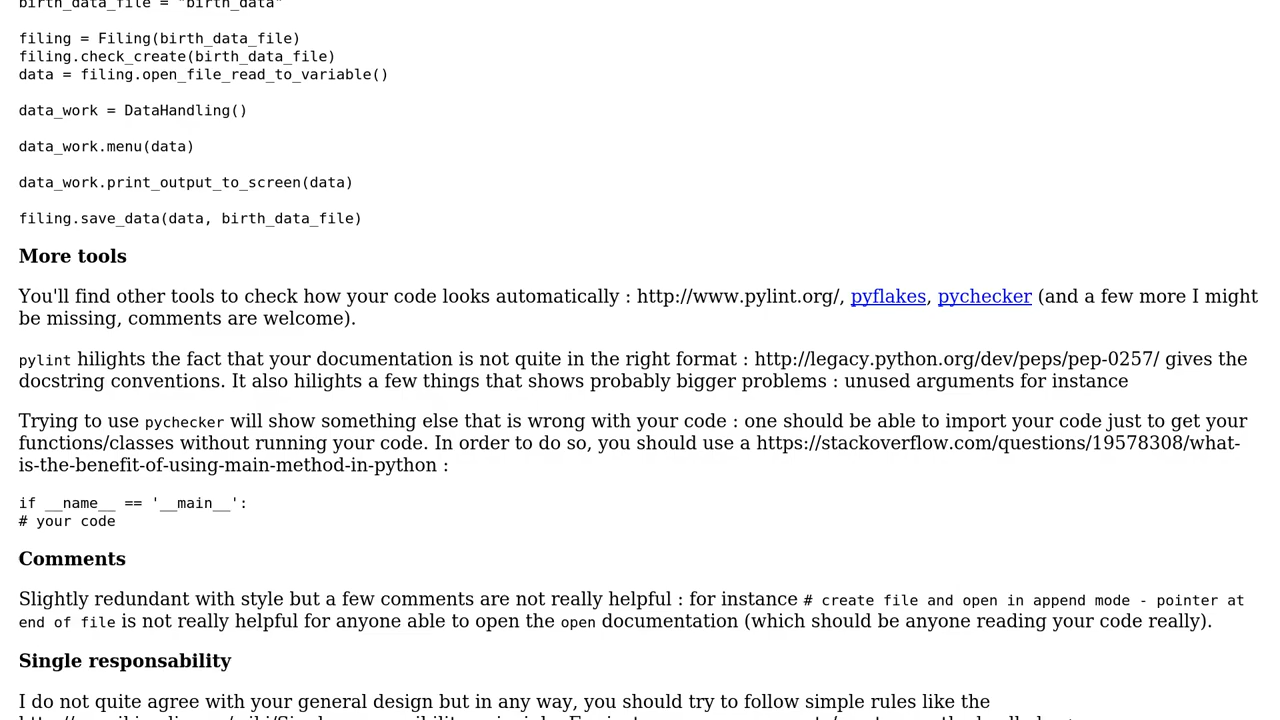 birth_data_file = "birth_data"
filing = Filing(birth_data_file)
filing.check_create(birth_data_file)
data = filing.open_file_read_to_variable()
data_work = DataHandling()
data_work.menu(data)
data_work.print_output_to_screen(data)
filing.save_data(data, birth_data_file)
More tools
You'll find other tools to check how your code looks automatically : http://www.pylint.org/, pyflakes, pychecker (and a few more I might
be missing, comments are welcome).
pylint hilights the fact that your documentation is not quite in the right format : http://legacy.python.org/dev/peps/pep-0257/ gives the
docstring conventions. It also hilights a few things that shows probably bigger problems : unused arguments for instance
Trying to use pychecker will show something else that is wrong with your code : one should be able to import your code just to get your
functions/classes without running your code. In order to do so, you should use a https://stackoverflow.com/questions/19578308/what-
is-the-benefit-of-using-main-method-in-python :
if __name__ == '__main__':
# your code
Comments
Slightly redundant with style but a few comments are not really helpful : for instance # create file and open in append mode - pointer at
end of file is not really helpful for anyone able to open the open documentation (which should be anyone reading your code really).
Single responsability
I do not quite agree with your general design but in any way, you should try to follow simple rules like the